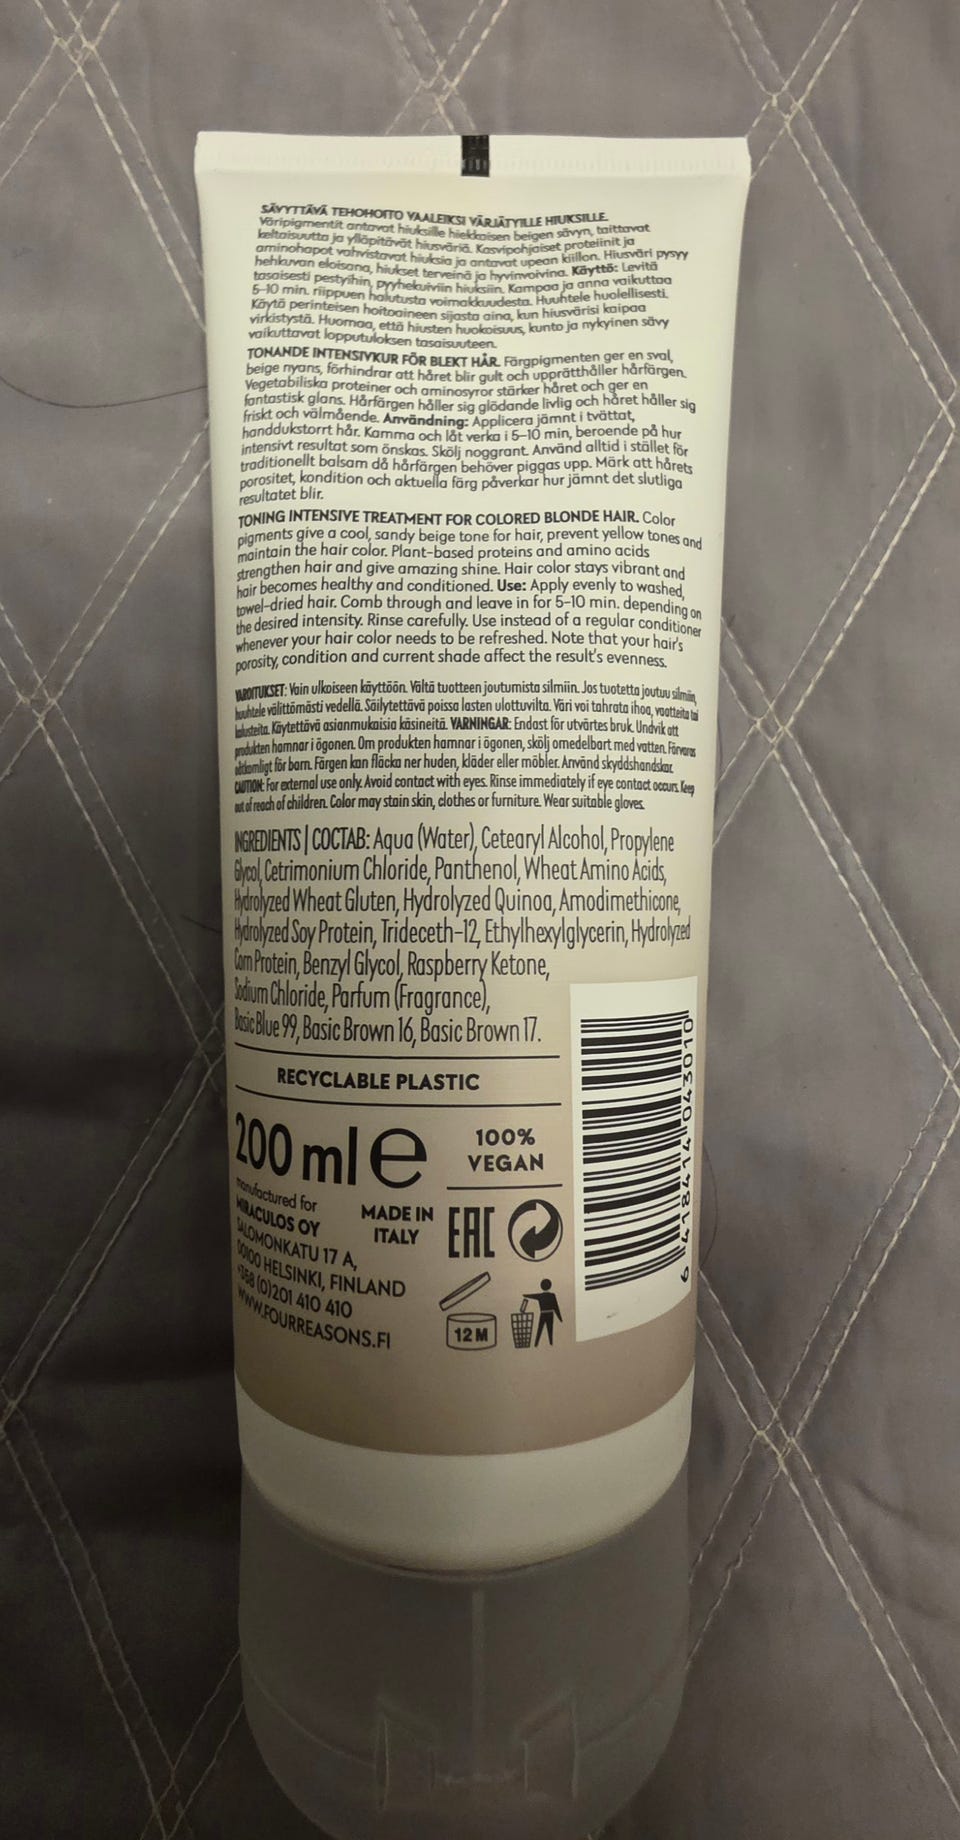 SÄVYTTÄVÄ TEHOHOITO VAALEIKSI VÄRJÄTYILLE HIUKSILLE.
Väripigmentit antavat hiuksille hiekkaisen beigen sävyn, taittavat
keltaisuutta ja ylläpitävät hiusväriä. Kasvipohjaiset proteiinit ja
aminohapot vahvistavat hiuksia ja antavat upean kiillon. Hiusväri pysyy
hehkuvan eloisana, hiukset terveinä ja hyvinvoivina. Käyttö: Levitä
tasaisesti pestyihin, pyyhekuiviin hiuksiin. Kampaa ja anna vaikuttaa
5–10 min. riippuen halutusta voimakkuudesta. Huuhtele huolellisesti.
Käytä perinteisen hoitoaineen sijasta aina, kun hiusvärisi kaipaa
virkistystä. Huomaa, että hiusten huokoisuus, kunto ja nykyinen sävy
vaikuttavat lopputuloksen tasaisuuteen.
TONANDE INTENSIVKUR FÖR BLEKT HÅR. Färgpigmenten ger en sval,
beige nyans, förhindrar att håret blir gult och upprätthåller hårfärgen.
Vegetabiliska proteiner och aminosyror stärker håret och ger en
fantastisk glans. Hårfärgen håller sig glödande livlig och håret håller sig
friskt och välmående. Användning: Applicera jämnt i tvättat,
handdukstorrt hår. Kamma och låt verka i 5–10 min, beroende på hur
intensivt resultat som önskas. Skölj noggrant. Använd alltid i stället för
traditionellt balsam då hårfärgen behöver piggas upp. Märk att hårets
porositet, kondition och aktuella färg påverkar hur jämnt det slutliga
resultatet blir.
TONING INTENSIVE TREATMENT FOR COLORED BLONDE HAIR. Color
pigments give a cool, sandy beige tone for hair, prevent yellow tones and
maintain the hair color. Plant-based proteins and amino acids
strengthen hair and give amazing shine. Hair color stays vibrant and
hair becomes healthy and conditioned. Use: Apply evenly to washed,
towel-dried hair. Comb through and leave in for 5–10 min. depending on
the desired intensity. Rinse carefully. Use instead of a regular conditioner
whenever your hair color needs to be refreshed. Note that your hair's
porosity, condition and current shade affect the result's evenness.
VAROITUKSET: Vain ulkoiseen käyttöön. Vältä tuotteen joutumista silmiin. Jos tuotetta joutuu silmiin,
huuhtele välittömästi vedellä. Säilytettävä poissa lasten ulottuvilta. Väri voi tahrata ihoa, vaatteita tai
kalusteita. Käytettävä asianmukaisia käsineitä. VARNINGAR: Endast för utvärtes bruk. Undvik att
produkten hamnar i ögonen. Om produkten hamnar i ögonen, skölj omedelbart med vatten. Förvaras
oåtkomligt för barn. Färgen kan fläcka ner huden, kläder eller möbler. Använd skyddshandskar.
CAUTION: For external use only. Avoid contact with eyes. Rinse immediately if eye contact occurs. Keep
out of reach of children. Color may stain skin, clothes or furniture. Wear suitable gloves.
INGREDIENTS | СОСТАВ: Aqua (Water), Cetearyl Alcohol, Propylene
Glycol, Cetrimonium Chloride, Panthenol, Wheat Amino Acids,
Hydrolyzed Wheat Gluten, Hydrolyzed Quinoa, Amodimethicone,
Hydrolyzed Soy Protein, Trideceth-12, Ethylhexylglycerin, Hydrolyzed
Corn Protein, Benzyl Glycol, Raspberry Ketone,
Sodium Chloride, Parfum (Fragrance),
Basic Blue 99, Basic Brown 16, Basic Brown 17.
RECYCLABLE PLASTIC
200 ml e
100%
VEGAN
manufactured for
MIRACULOS OY
SALOMONKATU 17 A,
00100 HELSINKI, FINLAND
+358 (0)201 410 410
WWW.FOURREASONS.FI
MADE IN
ITALY
EAC
12 M
6 418414 043010